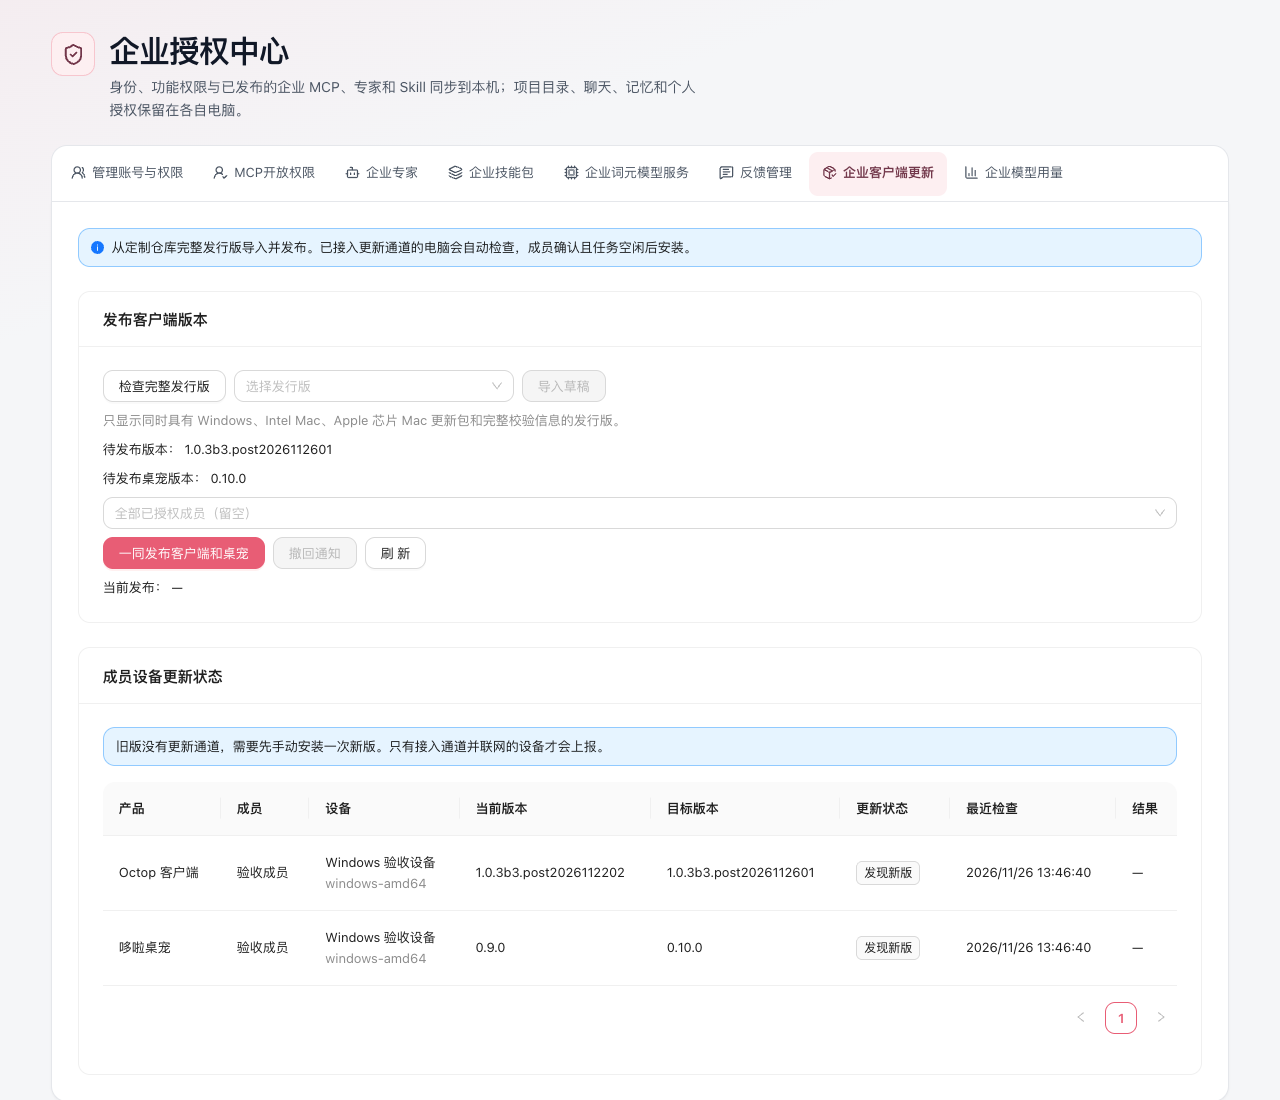 企业授权中心
身份、功能权限与已发布的企业 MCP、专家和 Skill 同步到本机；项目目录、聊天、记忆和个人
授权保留在各自电脑。
管理账号与权限 MCP开放权限 企业专家 企业技能包 企业词元模型服务 反馈管理 企业客户端更新 企业模型用量
从定制仓库完整发行版导入并发布。已接入更新通道的电脑会自动检查，成员确认且任务空闲后安装。
发布客户端版本
检查完整发行版 选择发行版 导入草稿
只显示同时具有 Windows、Intel Mac、Apple 芯片 Mac 更新包和完整校验信息的发行版。
待发布版本： 1.0.3b3.post2026112601
待发布桌宠版本： 0.10.0
全部已授权成员（留空）
一同发布客户端和桌宠 撤回通知 刷 新
当前发布： —
成员设备更新状态
旧版没有更新通道，需要先手动安装一次新版。只有接入通道并联网的设备才会上报。
产品 成员 设备 当前版本 目标版本 更新状态 最近检查 结果
Octop 客户端 验收成员 Windows 验收设备 1.0.3b3.post2026112202 1.0.3b3.post2026112601 发现新版 2026/11/26 13:46:40 —
windows-amd64
哆啦桌宠 验收成员 Windows 验收设备 0.9.0 0.10.0 发现新版 2026/11/26 13:46:40 —
windows-amd64
< 1 >